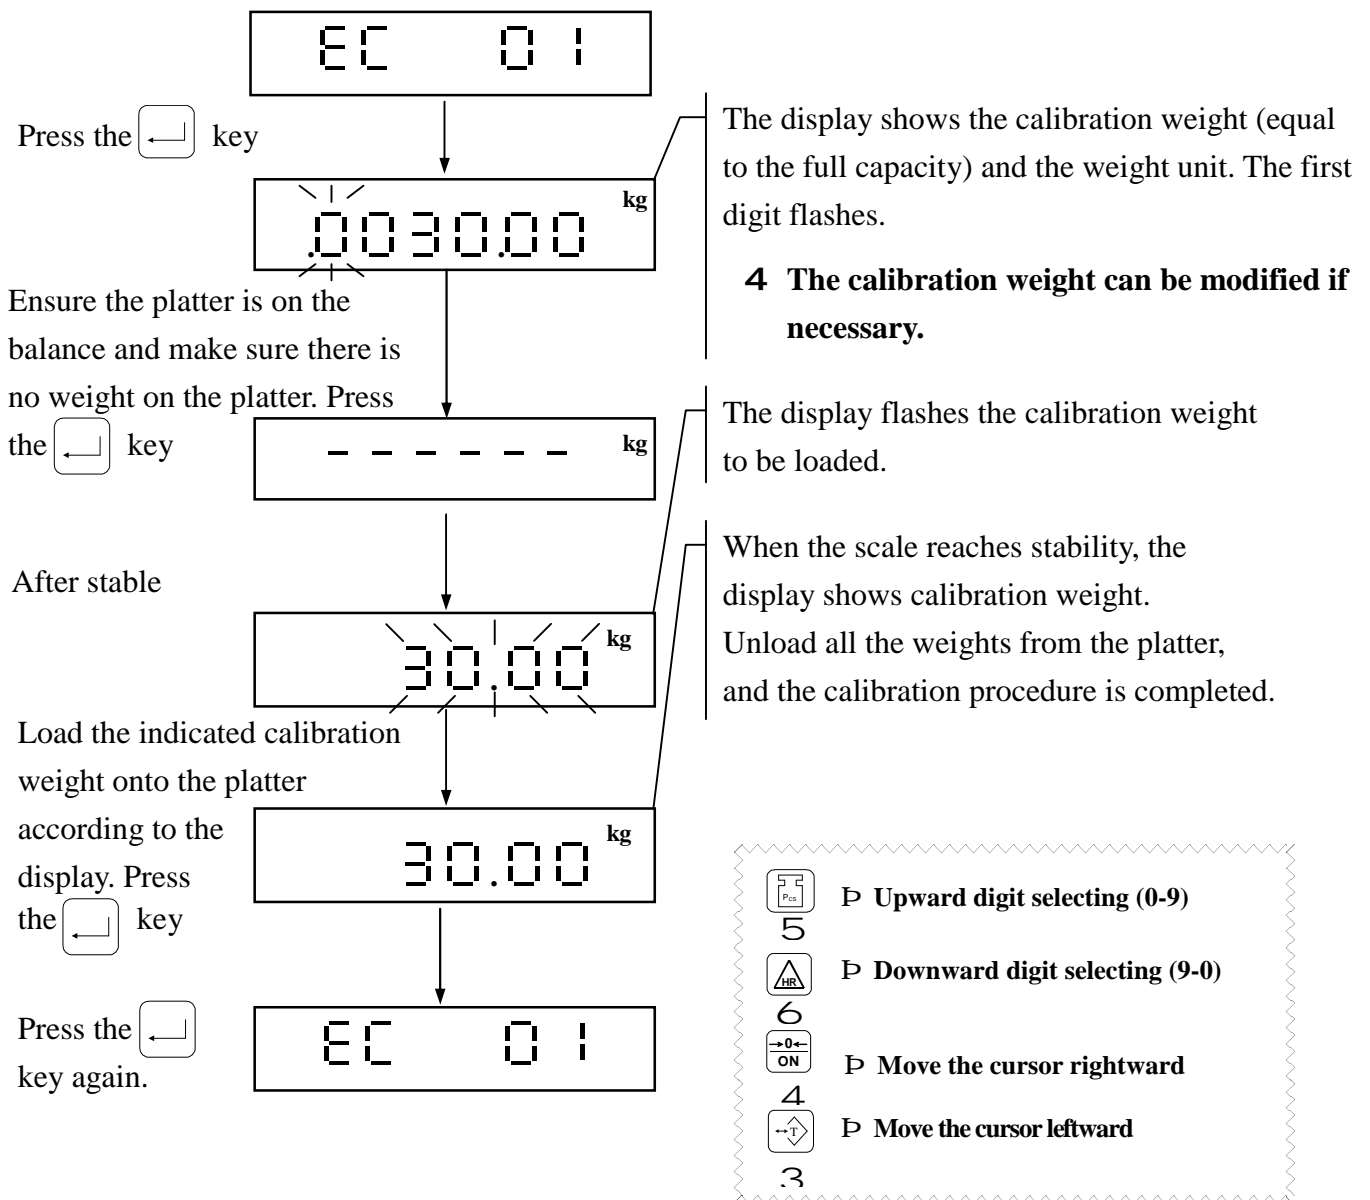 EC 01
Press the key
The display shows the calibration weight (equal
to the full capacity) and the weight unit. The first
digit flashes.
kg
.0030.00
4 The calibration weight can be modified if
necessary.
Ensure the platter is on the
balance and make sure there is
no weight on the platter. Press
the key
kg
- - - - - -
The display flashes the calibration weight
to be loaded.
After stable
When the scale reaches stability, the
display shows calibration weight.
Unload all the weights from the platter,
and the calibration procedure is completed.
kg
30.00
Load the indicated calibration
weight onto the platter
according to the
display. Press
the key
kg
30.00
Press the
key again.
EC 01
Pcs
Þ Upward digit selecting (0-9)
5
HR
Þ Downward digit selecting (9-0)
6
→0←
ON
Þ Move the cursor rightward
4
↔T
Þ Move the cursor leftward
3